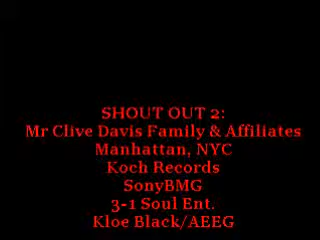 SHOUT OUT 2:
Mr Clive Davis Family & Affiliates
Manhattan, NYC
Koch Records
SonyBMG
3-1 Soul Ent.
Kloe Black/AEEG